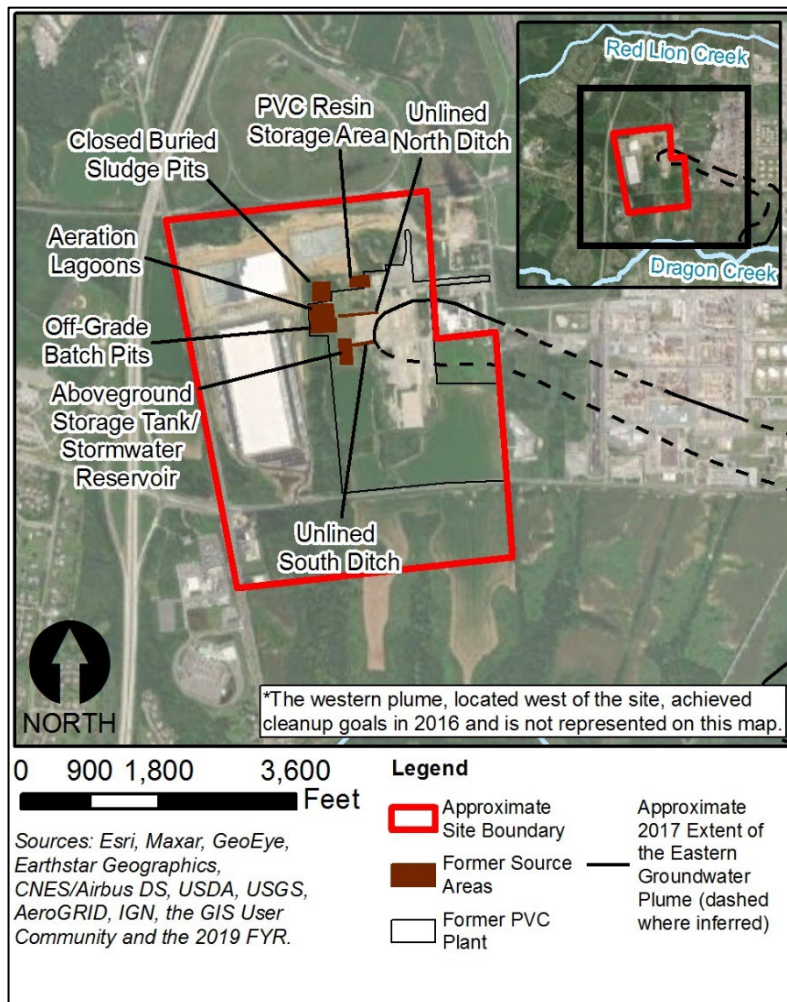 Red Lion Creek
Dragon Creek
PVC Resin
Storage Area
Unlined
North Ditch
Closed Buried
Sludge Pits
Aeration
Lagoons
Off-Grade
Batch Pits
Aboveground
Storage Tank/
Stormwater
Reservoir
Unlined
South Ditch
NORTH
*The western plume, located west of the site, achieved
cleanup goals in 2016 and is not represented on this map.
0 900 1,800 3,600
Feet
Sources: Esri, Maxar, GeoEye,
Earthstar Geographics,
CNES/Airbus DS, USDA, USGS,
AeroGRID, IGN, the GIS User
Community and the 2019 FYR.
Legend
Approximate
Site Boundary
Former Source
Areas
Former PVC
Plant
Approximate
2017 Extent of
the Eastern
Groundwater
Plume (dashed
where inferred)